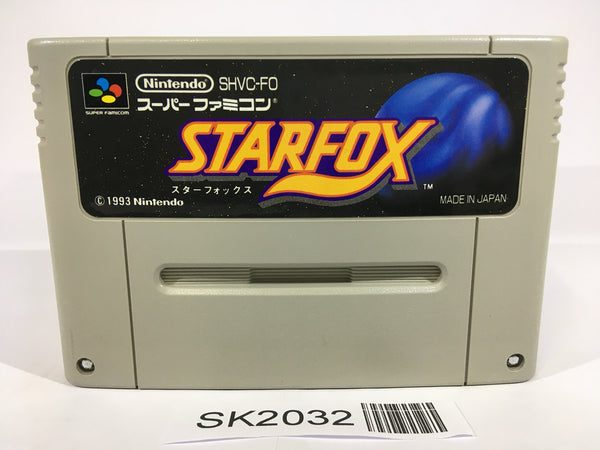 Nintendo® SHVC-FO
スーパーファミコン®
SUPER FAMICOM
STARFOX
スターフォックス
TM
© 1993 Nintendo
MADE IN JAPAN
SK2032